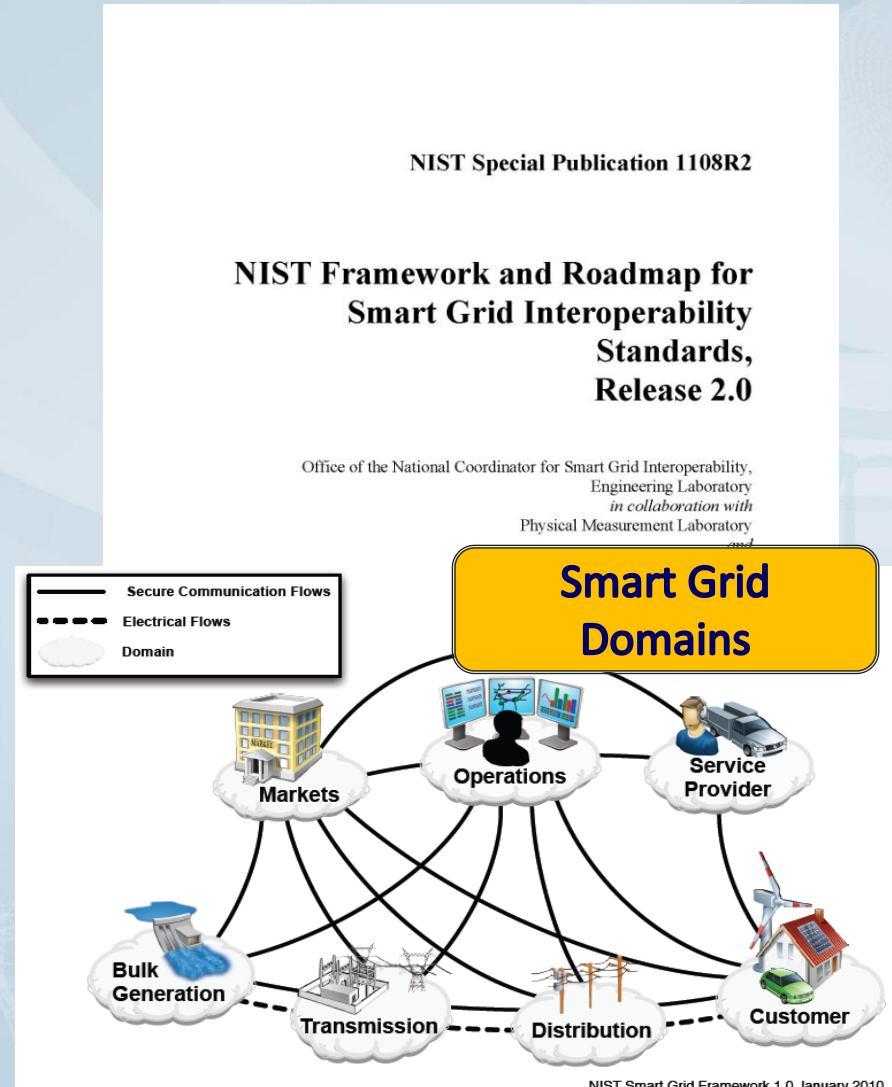 NIST Special Publication 1108R2
NIST Framework and Roadmap for
Smart Grid Interoperability
Standards,
Release 2.0
Office of the National Coordinator for Smart Grid Interoperability,
Engineering Laboratory
in collaboration with
Physical Measurement Laboratory
and
Smart Grid
Domains
Secure Communication Flows
Electrical Flows
Domain
MARKET
Markets
Operations
Service
Provider
Bulk
Generation
Transmission
Distribution
Customer
NIST Smart Grid Framework 1.0 January 2010